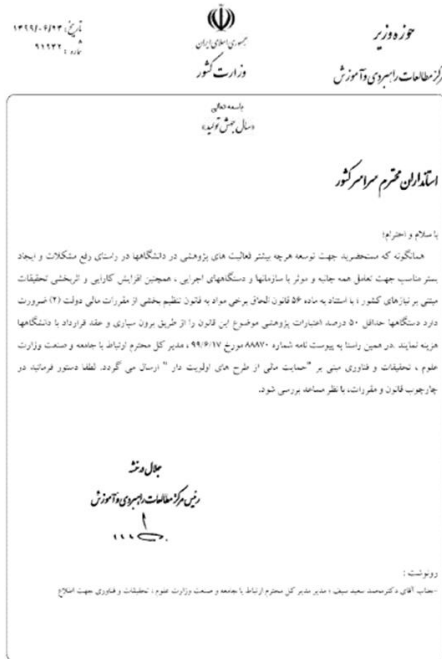 حوزه وزیر
مرکز مطالعات راهبردی و آموزش
جمهوری اسلامی ایران
وزارت کشور
تاریخ: ۱۳۹۹/۰۶/۲۳
شماره: ۹۱۹۳۲
باسمه تعالی
«سال جهش تولید»
استانداران محترم سراسر کشور
با سلام و احترام؛
همانگونه که مستحضرید جهت توسعه هرچه بیشتر فعالیت های پژوهشی در دانشگاهها در راستای رفع مشکلات و ایجاد
بستر مناسب جهت تعامل همه جانبه و موثر با سازمانها و دستگاههای اجرایی ، همچنین افزایش کارایی و اثربخشی تحقیقات
مبتنی بر نیازهای کشور ؛ با استناد به ماده ۵۶ قانون الحاق برخی مواد به قانون تنظیم بخشی از مقررات مالی دولت (۲) ضرورت
دارد دستگاهها حداقل ۵۰ درصد اعتبارات پژوهشی موضوع این قانون را از طریق برون سپاری و عقد قرارداد با دانشگاهها
هزینه نمایند .در همین راستا به پیوست نامه شماره ۸۸۸۷۰ مورخ ۹۹/۶/۱۷ ، مدیر کل محترم ارتباط با جامعه و صنعت وزارت
علوم ، تحقیقات و فناوری مبنی بر "حمایت مالی از طرح های اولویت دار " ارسال می گردد. لطفا دستور فرمائید در
چارچوب قانون و مقررات، با نظر مساعد بررسی شود.
جلال درخشه
رئیس مرکز مطالعات راهبردی و آموزش
رونوشت :
-جناب آقای دکترمحمد سعید سیف ؛ مدیر مدیر کل محترم ارتباط با جامعه و صنعت وزارت علوم ، تحقیقات و فناوری جهت اطلاع